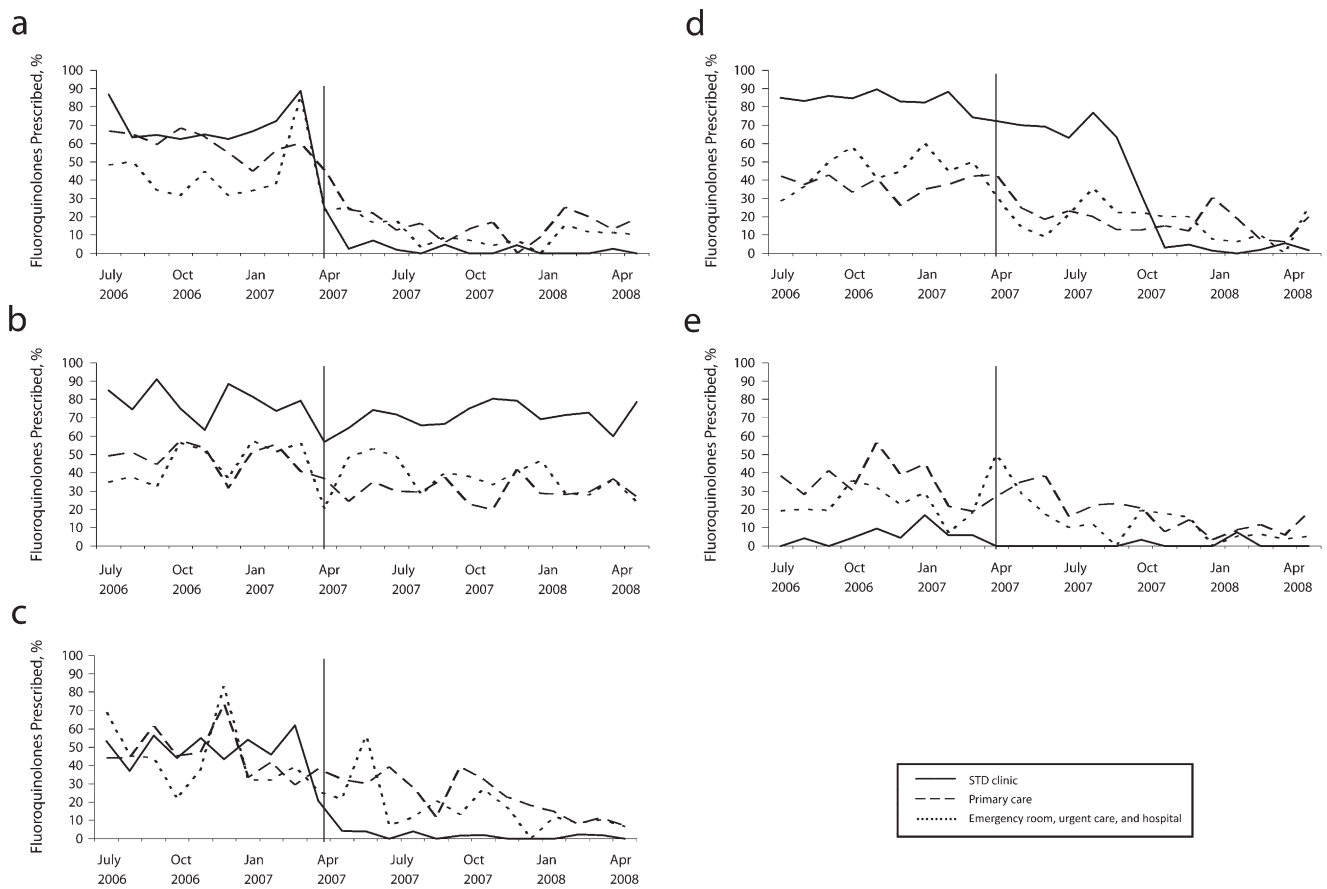 a
Fluoroquinolones Prescribed, %
100
90
80
70
60
50
40
30
20
10
0
July Oct Jan Apr July Oct Jan Apr
2006 2006 2007 2007 2007 2007 2008 2008
b
Fluoroquinolones Prescribed, %
100
90
80
70
60
50
40
30
20
10
0
July Oct Jan Apr July Oct Jan Apr
2006 2006 2007 2007 2007 2007 2008 2008
c
Fluoroquinolones Prescribed, %
100
90
80
70
60
50
40
30
20
10
0
July Oct Jan Apr July Oct Jan Apr
2006 2006 2007 2007 2007 2007 2008 2008
d
Fluoroquinolones Prescribed, %
100
90
80
70
60
50
40
30
20
10
0
July Oct Jan Apr July Oct Jan Apr
2006 2006 2007 2007 2007 2007 2008 2008
e
Fluoroquinolones Prescribed, %
100
90
80
70
60
50
40
30
20
10
0
July Oct Jan Apr July Oct Jan Apr
2006 2006 2007 2007 2007 2007 2008 2008
STD clinic
Primary care
Emergency room, urgent care, and hospital